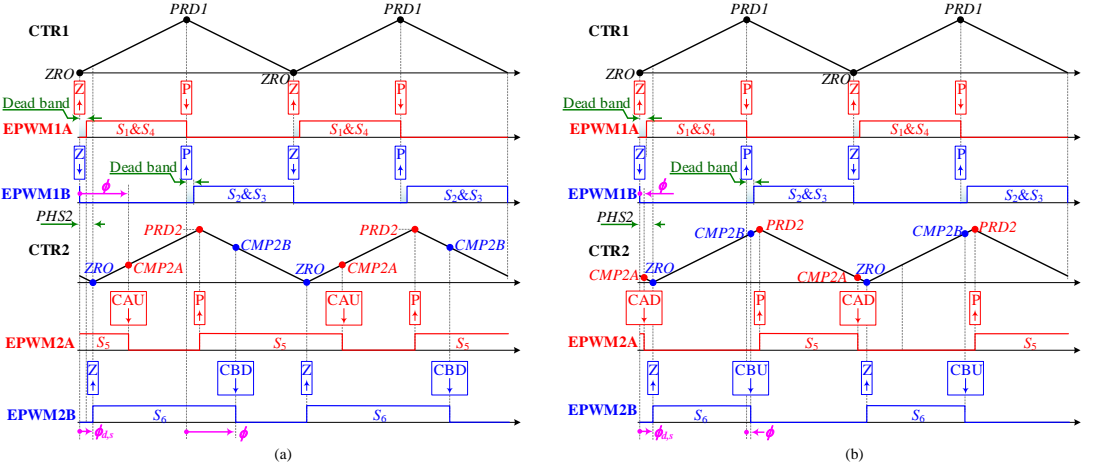 PRD1 PRD1
CTR1
ZRO ZRO
Z P Z P
Dead band
EPWM1A S1&S4 S1&S4
Z P Z P
Dead band
ϕ
EPWM1B S2&S3 S2&S3
PHS2
PRD2 PRD2
CTR2 CMP2B CMP2B
ZRO CMP2A ZRO CMP2A
CAU P CAU P
EPWM2A S5 S5 S5
Z CBD Z CBD
EPWM2B S6 S6
ϕd,s ϕ
(a)
PRD1 PRD1
CTR1
ZRO ZRO
Z P Z P
Dead band
EPWM1A S1&S4 S1&S4
Z P Z P
Dead band
ϕ
EPWM1B S2&S3 S2&S3
PHS2
CMP2B PRD2 CMP2B PRD2
CTR2
CMP2A ZRO CMP2A ZRO
CAD P CAD P
EPWM2A S5 S5
Z CBU Z CBU
EPWM2B S6 S6
ϕd,s ϕ
(b)